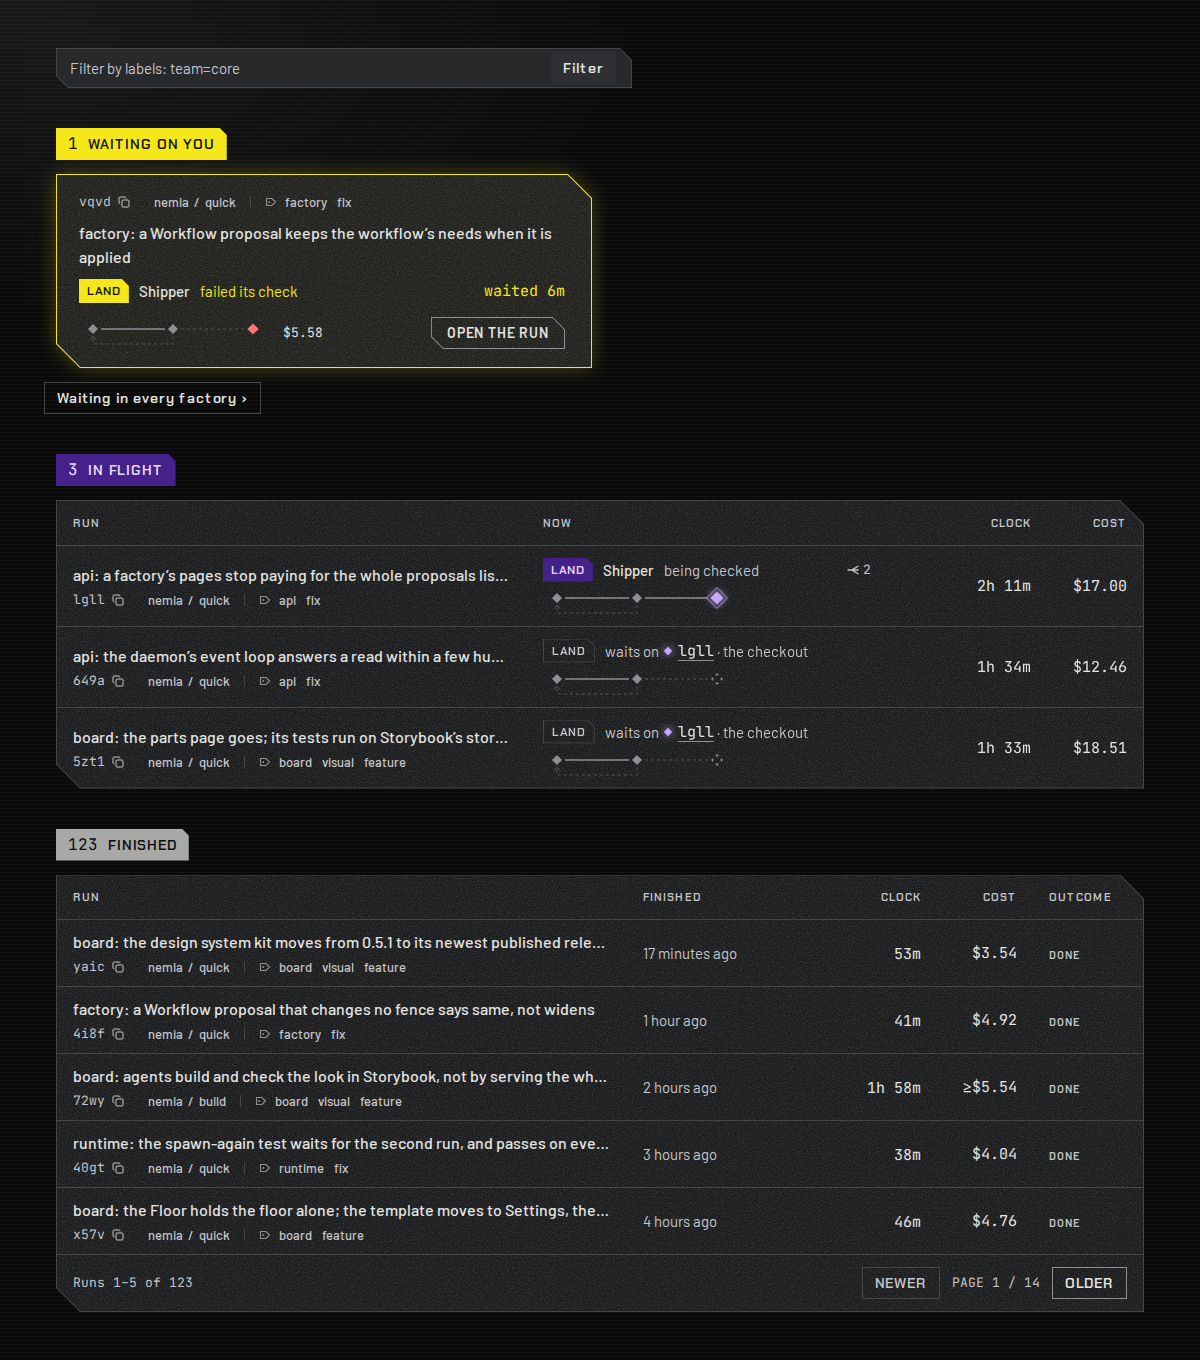 Filter by labels: team=core Filter
1 WAITING ON YOU
vqvd nemla / quick factory fix
factory: a Workflow proposal keeps the workflow's needs when it is
applied
LAND Shipper failed its check waited 6m
$5.58 OPEN THE RUN
Waiting in every factory ›
3 IN FLIGHT
RUN NOW CLOCK COST
api: a factory's pages stop paying for the whole proposals lis… LAND Shipper being checked 2 2h 11m $17.00
lgll nemla / quick api fix
api: the daemon's event loop answers a read within a few hu… LAND waits on lgll · the checkout 1h 34m $12.46
649a nemla / quick api fix
board: the parts page goes; its tests run on Storybook's stor… LAND waits on lgll · the checkout 1h 33m $18.51
5zt1 nemla / quick board visual feature
123 FINISHED
RUN FINISHED CLOCK COST OUTCOME
board: the design system kit moves from 0.5.1 to its newest published rele… 17 minutes ago 53m $3.54 DONE
yaic nemla / quick board visual feature
factory: a Workflow proposal that changes no fence says same, not widens 1 hour ago 41m $4.92 DONE
4i8f nemla / quick factory fix
board: agents build and check the look in Storybook, not by serving the wh… 2 hours ago 1h 58m ≥$5.54 DONE
72wy nemla / build board visual feature
runtime: the spawn-again test waits for the second run, and passes on eve… 3 hours ago 38m $4.04 DONE
40gt nemla / quick runtime fix
board: the Floor holds the floor alone; the template moves to Settings, the… 4 hours ago 46m $4.76 DONE
x57v nemla / quick board feature
Runs 1–5 of 123 NEWER PAGE 1 / 14 OLDER